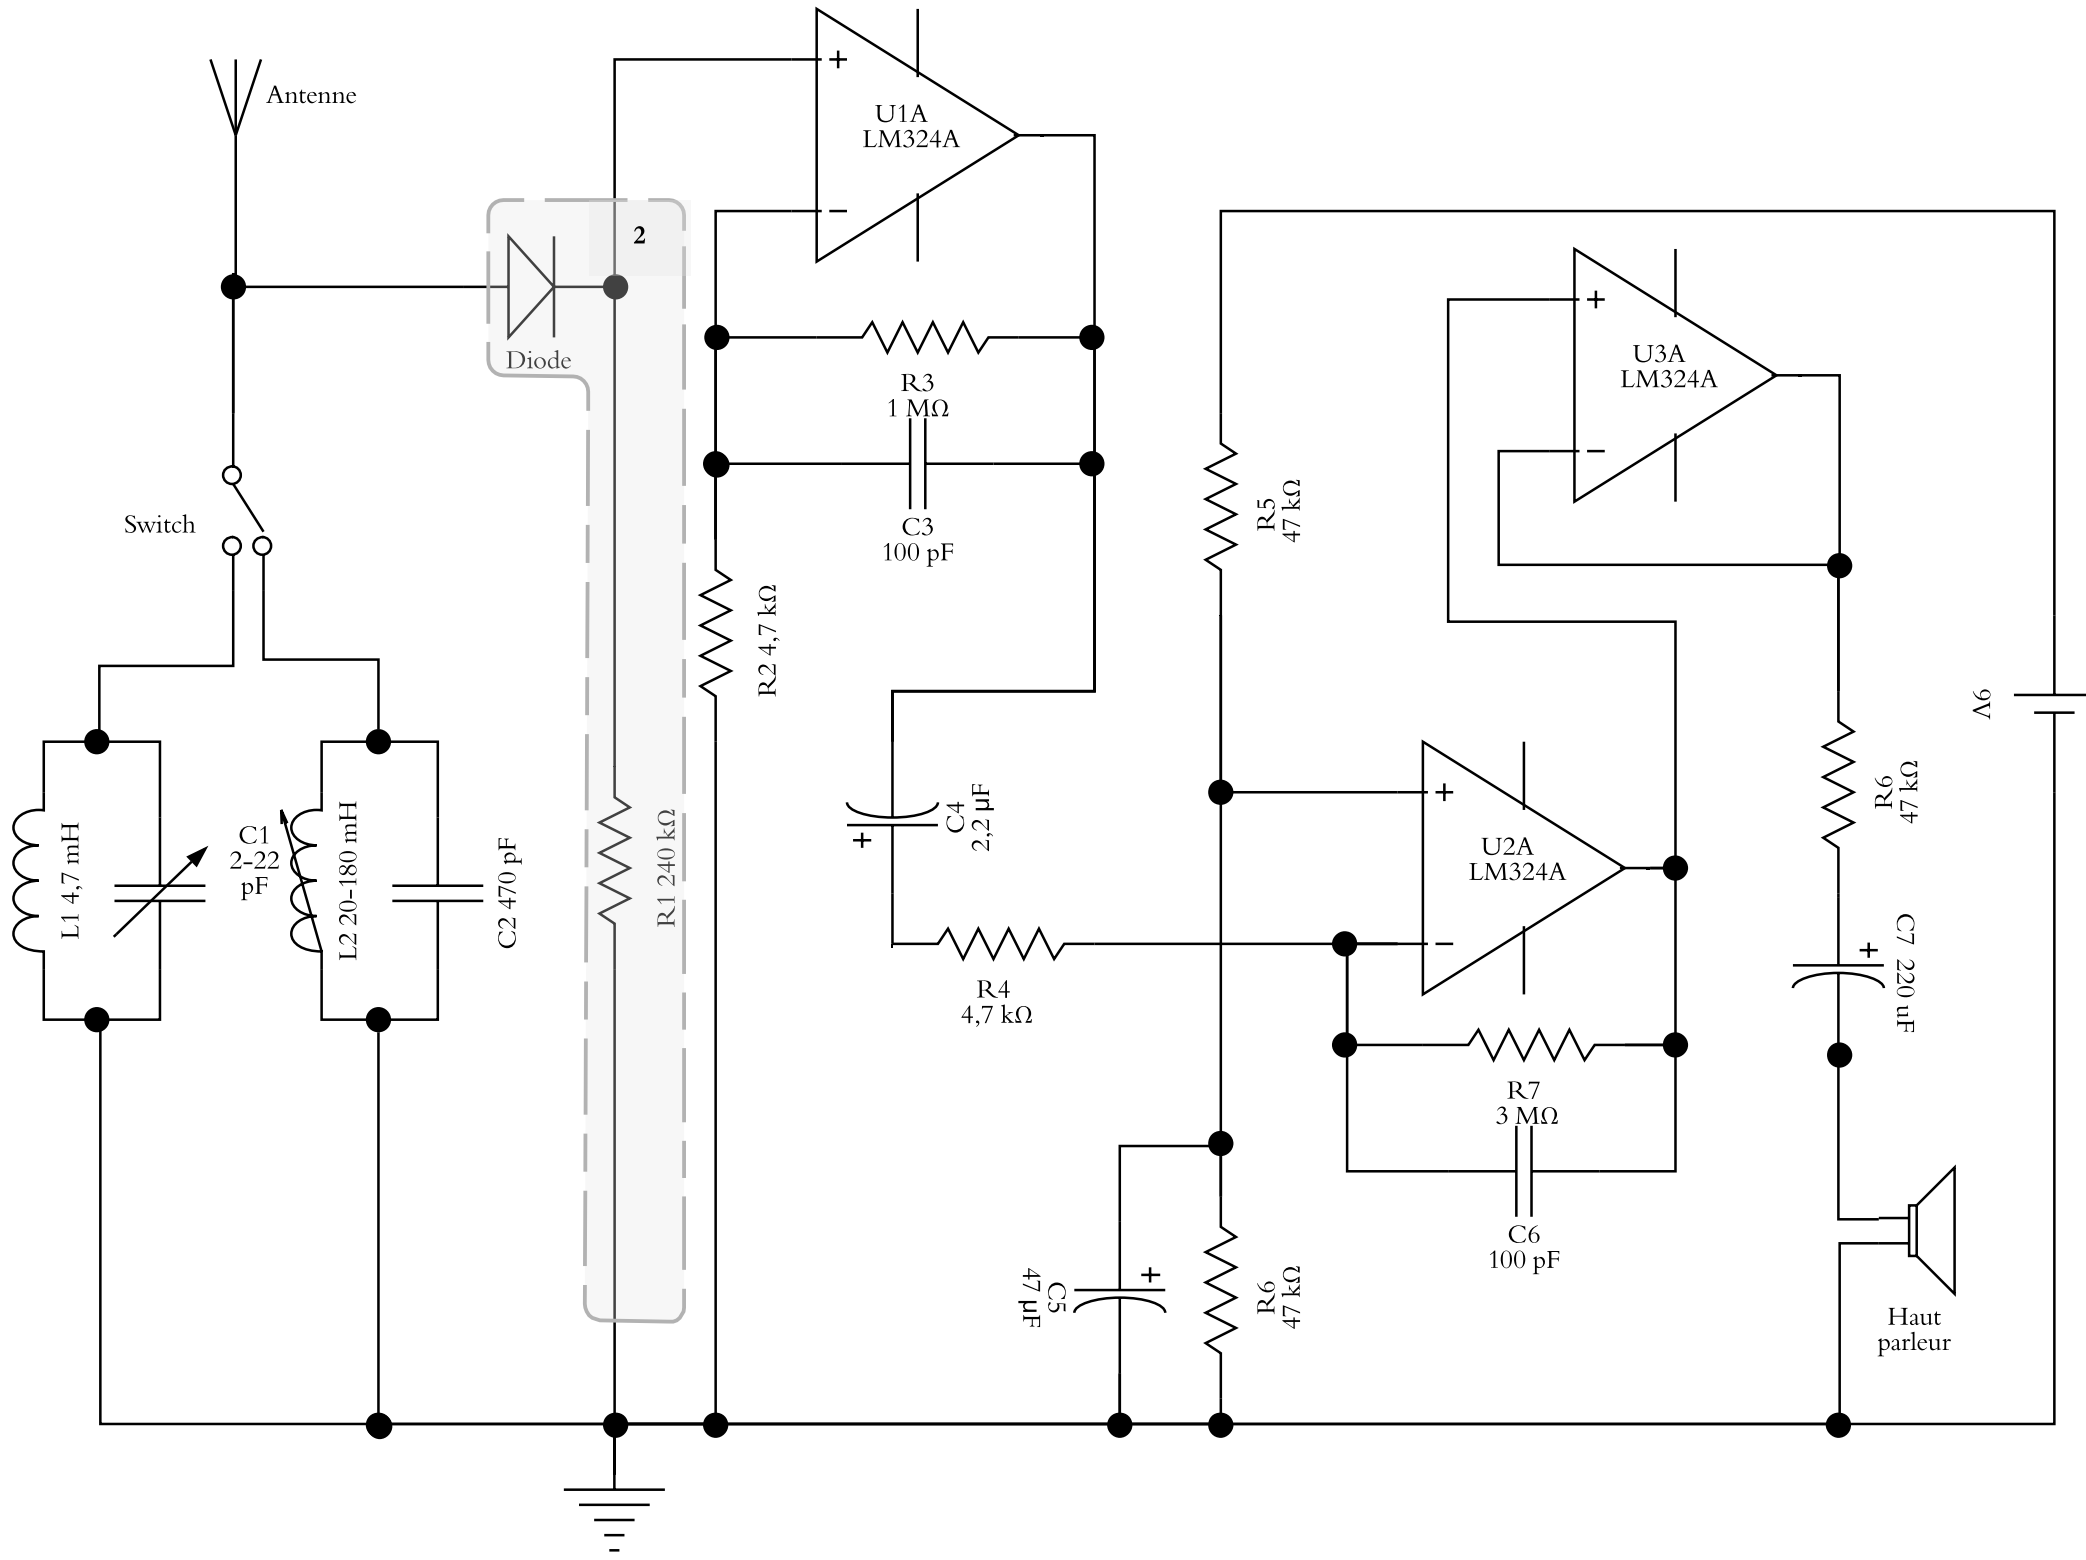 Antenne
+
U1A
LM324A
−
2
Diode
R3
1 MΩ
C3
100 pF
Switch
R2 4,7 kΩ
R5
47 kΩ
+
U3A
LM324A
−
9V
L1 4,7 mH
C1
2-22
pF
L2 20-180 mH
C2 470 pF
R1 240 kΩ
+
C4
2,2 µF
R4
4,7 kΩ
+
U2A
LM324A
−
R6
47 kΩ
+
C7 220 uF
R7
3 MΩ
C6
100 pF
+
C5
47 µF
R6
47 kΩ
Haut
parleur